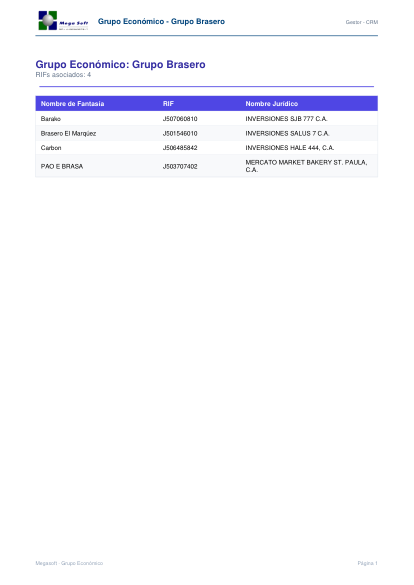 Mega Soft
Grupo Económico - Grupo Brasero
Gestor - CRM
Grupo Económico: Grupo Brasero
RIFs asociados: 4
Nombre de Fantasía RIF Nombre Jurídico
Barako J507060810 INVERSIONES SJB 777 C.A.
Brasero El Marqüez J501546010 INVERSIONES SALUS 7 C.A.
Carbon J506485842 INVERSIONES HALE 444, C.A.
PAO E BRASA J503707402 MERCATO MARKET BAKERY ST. PAULA,
C.A.
Megasoft · Grupo Económico
Página 1